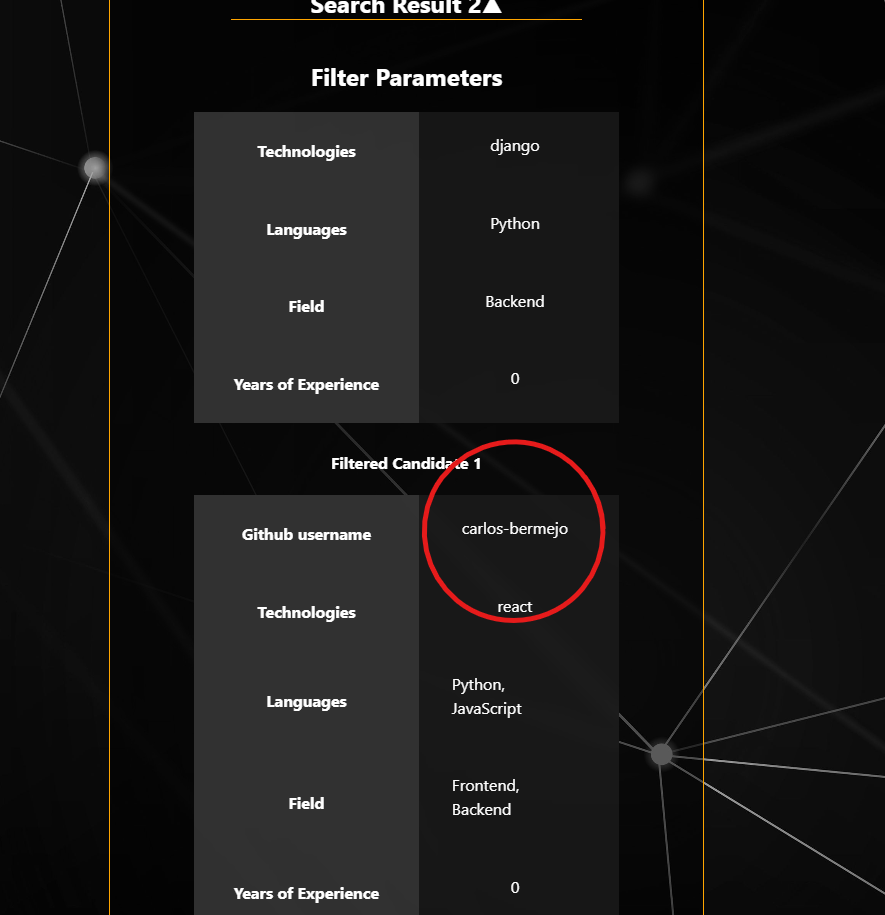 Search Result 2▲
Filter Parameters
Technologies django
Languages Python
Field Backend
Years of Experience 0
Filtered Candidate 1
Github username carlos-bermejo
Technologies react
Languages Python,
JavaScript
Field Frontend,
Backend
Years of Experience 0